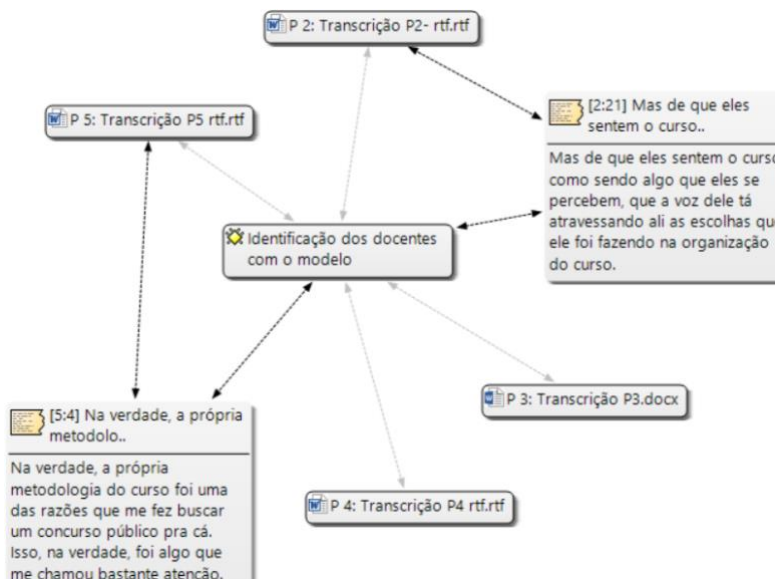 P 2: Transcrição P2- rtf.rtf
P 5: Transcrição P5 rtf.rtf
[2:21] Mas de que eles
sentem o curso..
Mas de que eles sentem o curso
como sendo algo que eles se
percebem, que a voz dele tá
atravessando ali as escolhas que
ele foi fazendo na organização
do curso.
Identificação dos docentes
com o modelo
P 3: Transcrição P3.docx
[5:4] Na verdade, a própria
metodolo..
Na verdade, a própria
metodologia do curso foi uma
das razões que me fez buscar
um concurso público pra cá.
Isso, na verdade, foi algo que
me chamou bastante atenção.
P 4: Transcrição P4 rtf.rtf